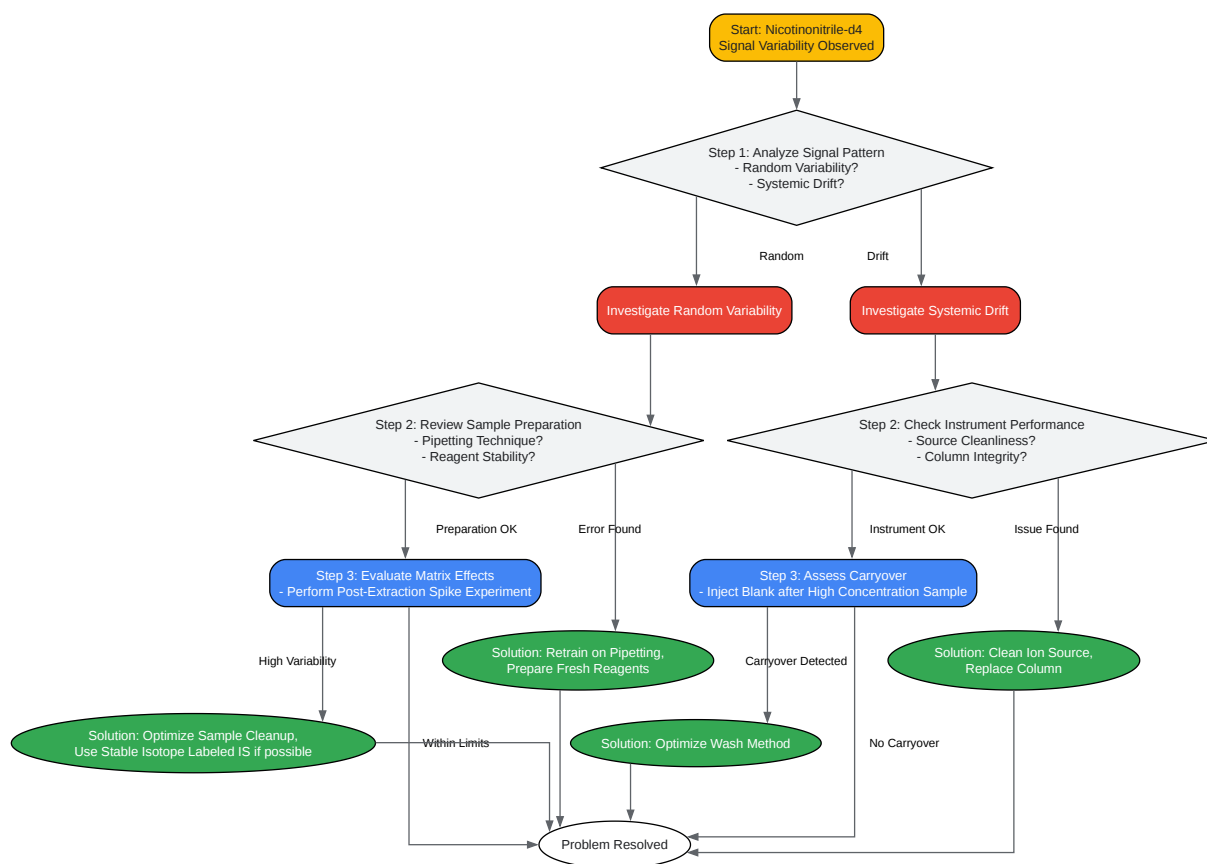 Start: Nicotinonitrile-d4
Signal Variability Observed
Step 1: Analyze Signal Pattern
- Random Variability?
- Systemic Drift?
Random
Drift
Investigate Random Variability
Investigate Systemic Drift
Step 2: Review Sample Preparation
- Pipetting Technique?
- Reagent Stability?
Step 2: Check Instrument Performance
- Source Cleanliness?
- Column Integrity?
Preparation OK
Error Found
Instrument OK
Issue Found
Step 3: Evaluate Matrix Effects
- Perform Post-Extraction Spike Experiment
Step 3: Assess Carryover
- Inject Blank after High Concentration Sample
High Variability
Solution: Retrain on Pipetting,
Prepare Fresh Reagents
Carryover Detected
Solution: Clean Ion Source,
Replace Column
Solution: Optimize Sample Cleanup,
Use Stable Isotope Labeled IS if possible
Within Limits
Solution: Optimize Wash Method
No Carryover
Problem Resolved